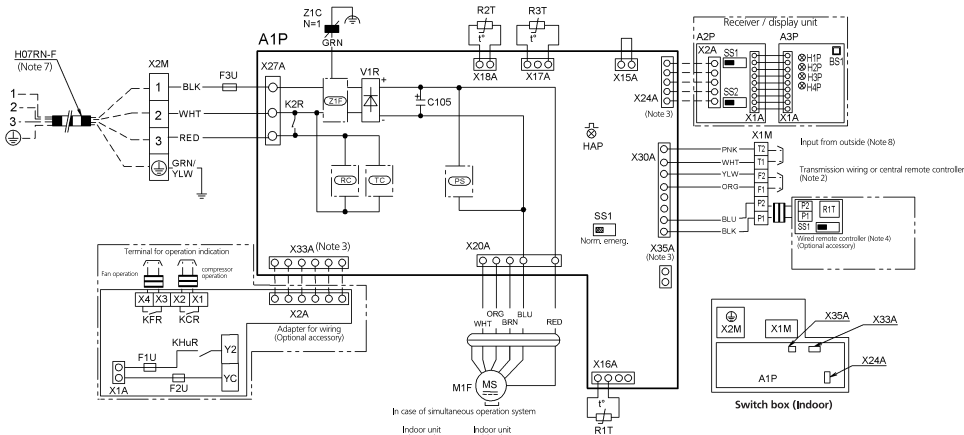 H07RN-F
(Note 7)
1
2
3
X2M
1
2
3
BLK
WHT
RED
GRN/
YLW
F3U
X27A
K2R
A1P
Z1C
N=1
GRN
Z1F
V1R
+
-
+
C105
RC
TC
PS
R2T
t°
X18A
R3T
t°
X17A
X15A
X24A
(Note 3)
HAP
SS1
Norm. emerg.
X30A
X35A
(Note 3)
Receiver / display unit
A2P
X2A
SS1
SS2
X1A
A3P
H1P
H2P
H3P
H4P
BS1
X1A
X1M
PNK
WHT
YLW
ORG
BLU
BLK
T2
T1
F2
F1
P2
P1
Input from outside (Note 8)
Transmission wiring or central remote controller
(Note 2)
P2
P1
SS1
R1T
Wired remote controller (Note 4)
(Optional accessory)
X33A (Note 3)
Terminal for operation indication
Fan operation
compressor
operation
X4 X3 X2 X1
KFR
KCR
X2A
Adapter for wiring
(Optional accessory)
KHuR
F1U
F2U
Y2
YC
X1A
X20A
WHT
ORG
BRN
BLU
RED
M1F
MS
In case of simultaneous operation system
Indoor unit
Indoor unit
X16A
t°
R1T
X2M
X1M
X35A
X33A
X24A
A1P
Switch box (Indoor)